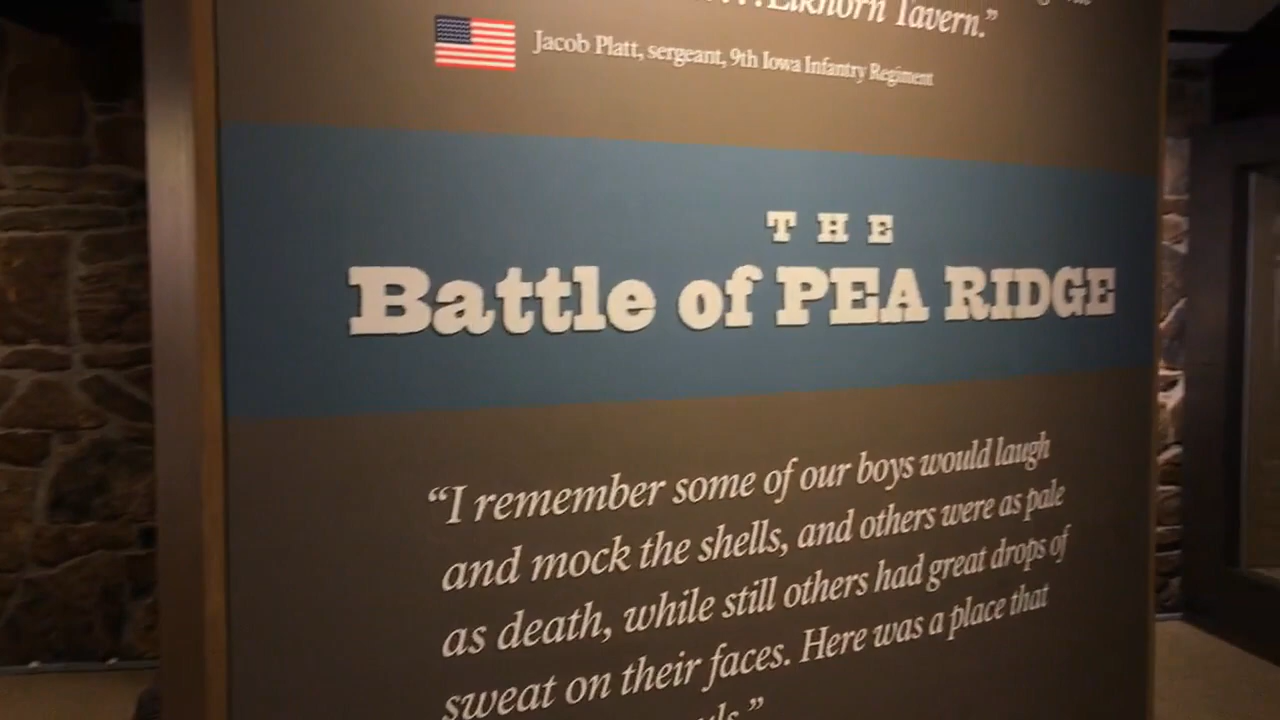 Elkhorn Tavern.”
Jacob Platt, sergeant, 9th Iowa Infantry Regiment
THE
Battle of PEA RIDGE
“I remember some of our boys would laugh
and mock the shells, and others were as pale
as death, while still others had great drops of
sweat on their faces. Here was a place that